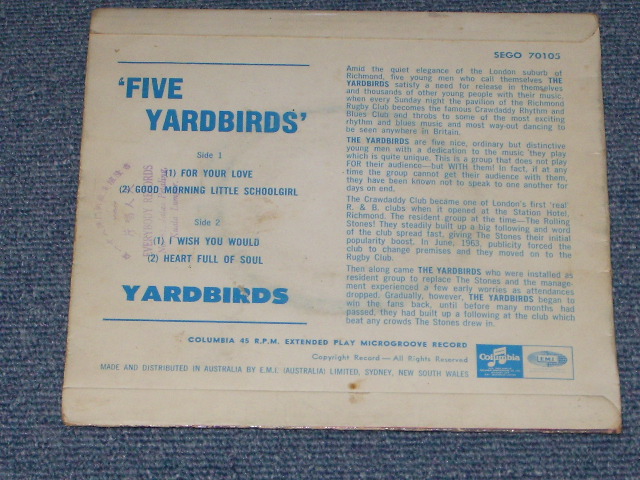 SEGO 70105
'FIVE
YARDBIRDS'
Side 1
(1) FOR YOUR LOVE
(2) GOOD MORNING LITTLE SCHOOLGIRL
Side 2
(1) I WISH YOU WOULD
(2) HEART FULL OF SOUL
YARDBIRDS
EVERYBODY RECORDS
Amid the quiet elegance of the London suburb of
Richmond, five young men who call themselves THE
YARDBIRDS satisfy a need for release in themselves
and thousands of other young people with their music,
when every Sunday night the pavilion of the Richmond
Rugby Club becomes the famous Crawdaddy Rhythm and
Blues Club and throbs to some of the most exciting
rhythm and blues music and most way-out dancing to
be seen anywhere in Britain.
THE YARDBIRDS are five nice, ordinary but distinctive
young men with a dedication to the music they play
which is quite unique. This is a group that does not play
FOR their audience—but WITH them! In fact, if at any
time the group cannot get their audience with them,
they have been known not to speak to one another for
days on end.
The Crawdaddy Club became one of London's first 'real'
R. & B. clubs when it opened at the Station Hotel,
Richmond. The resident group at the time—The Rolling
Stones! They steadily built up a big following and word
of the club spread fast, giving The Stones their initial
popularity boost. In June, 1963, publicity forced the
club to change premises and they moved on to the
Rugby Club.
Then along came THE YARDBIRDS who were installed as
resident group to replace The Stones and the manage-
ment experienced a few early worries as attendances
dropped. Gradually, however, THE YARDBIRDS began to
win the fans back, until before many months had
passed, they had built up a following at the club which
beat any crowds The Stones drew in.
COLUMBIA 45 R.P.M. EXTENDED PLAY MICROGROOVE RECORD
Copyright Record — All Rights Reserved
MADE AND DISTRIBUTED IN AUSTRALIA BY E.M.I. (AUSTRALIA) LIMITED, SYDNEY, NEW SOUTH WALES
Columbia
E.M.I.